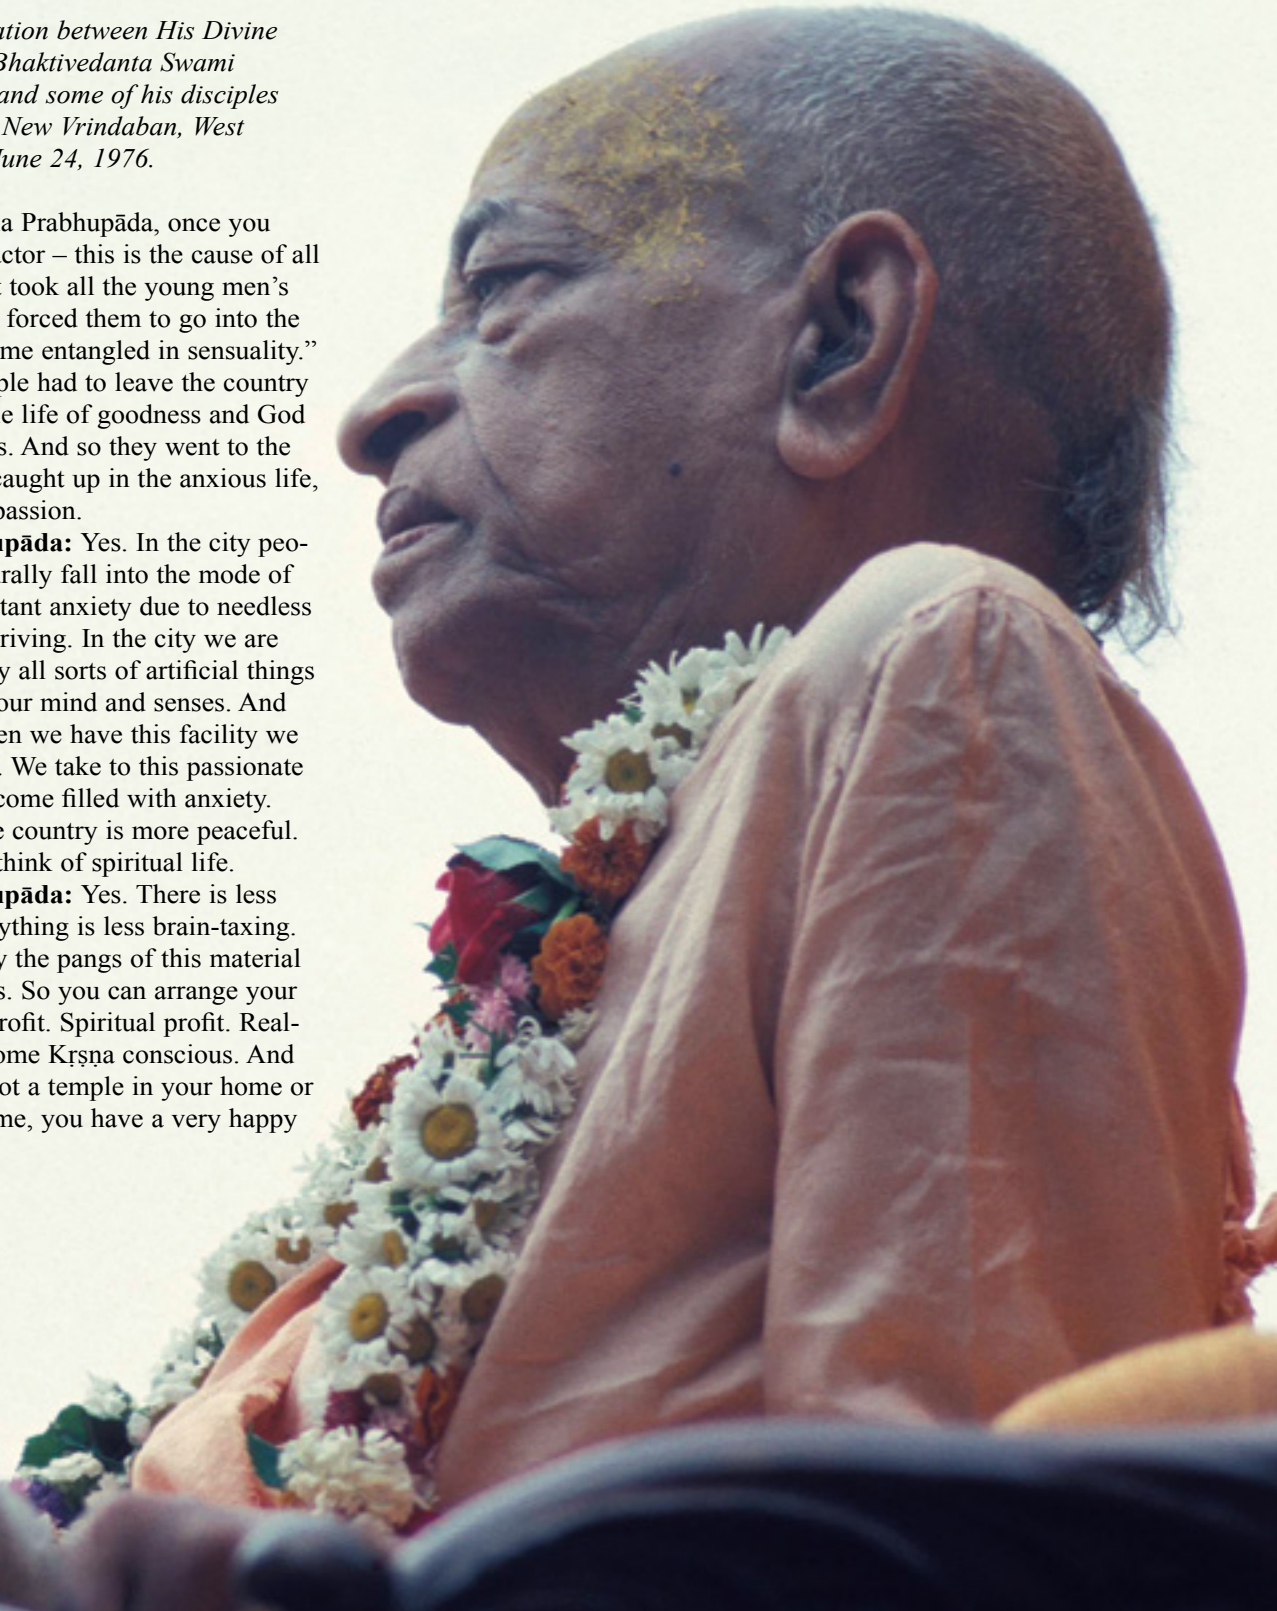 ation between His Divine
Bhaktivedanta Swami
and some of his disciples
New Vrindaban, West
June 24, 1976.
a Prabhupāda, once you
ctor – this is the cause of all
t took all the young men’s
forced them to go into the
me entangled in sensuality.”
ple had to leave the country
e life of goodness and God
s. And so they went to the
caught up in the anxious life,
passion.
upāda: Yes. In the city peo-
rally fall into the mode of
tant anxiety due to needless
riving. In the city we are
y all sorts of artificial things
our mind and senses. And
en we have this facility we
. We take to this passionate
come filled with anxiety.
e country is more peaceful.
think of spiritual life.
upāda: Yes. There is less
ything is less brain-taxing.
y the pangs of this material
s. So you can arrange your
rofit. Spiritual profit. Real-
ome Kṛṣṇa conscious. And
ot a temple in your home or
me, you have a very happy